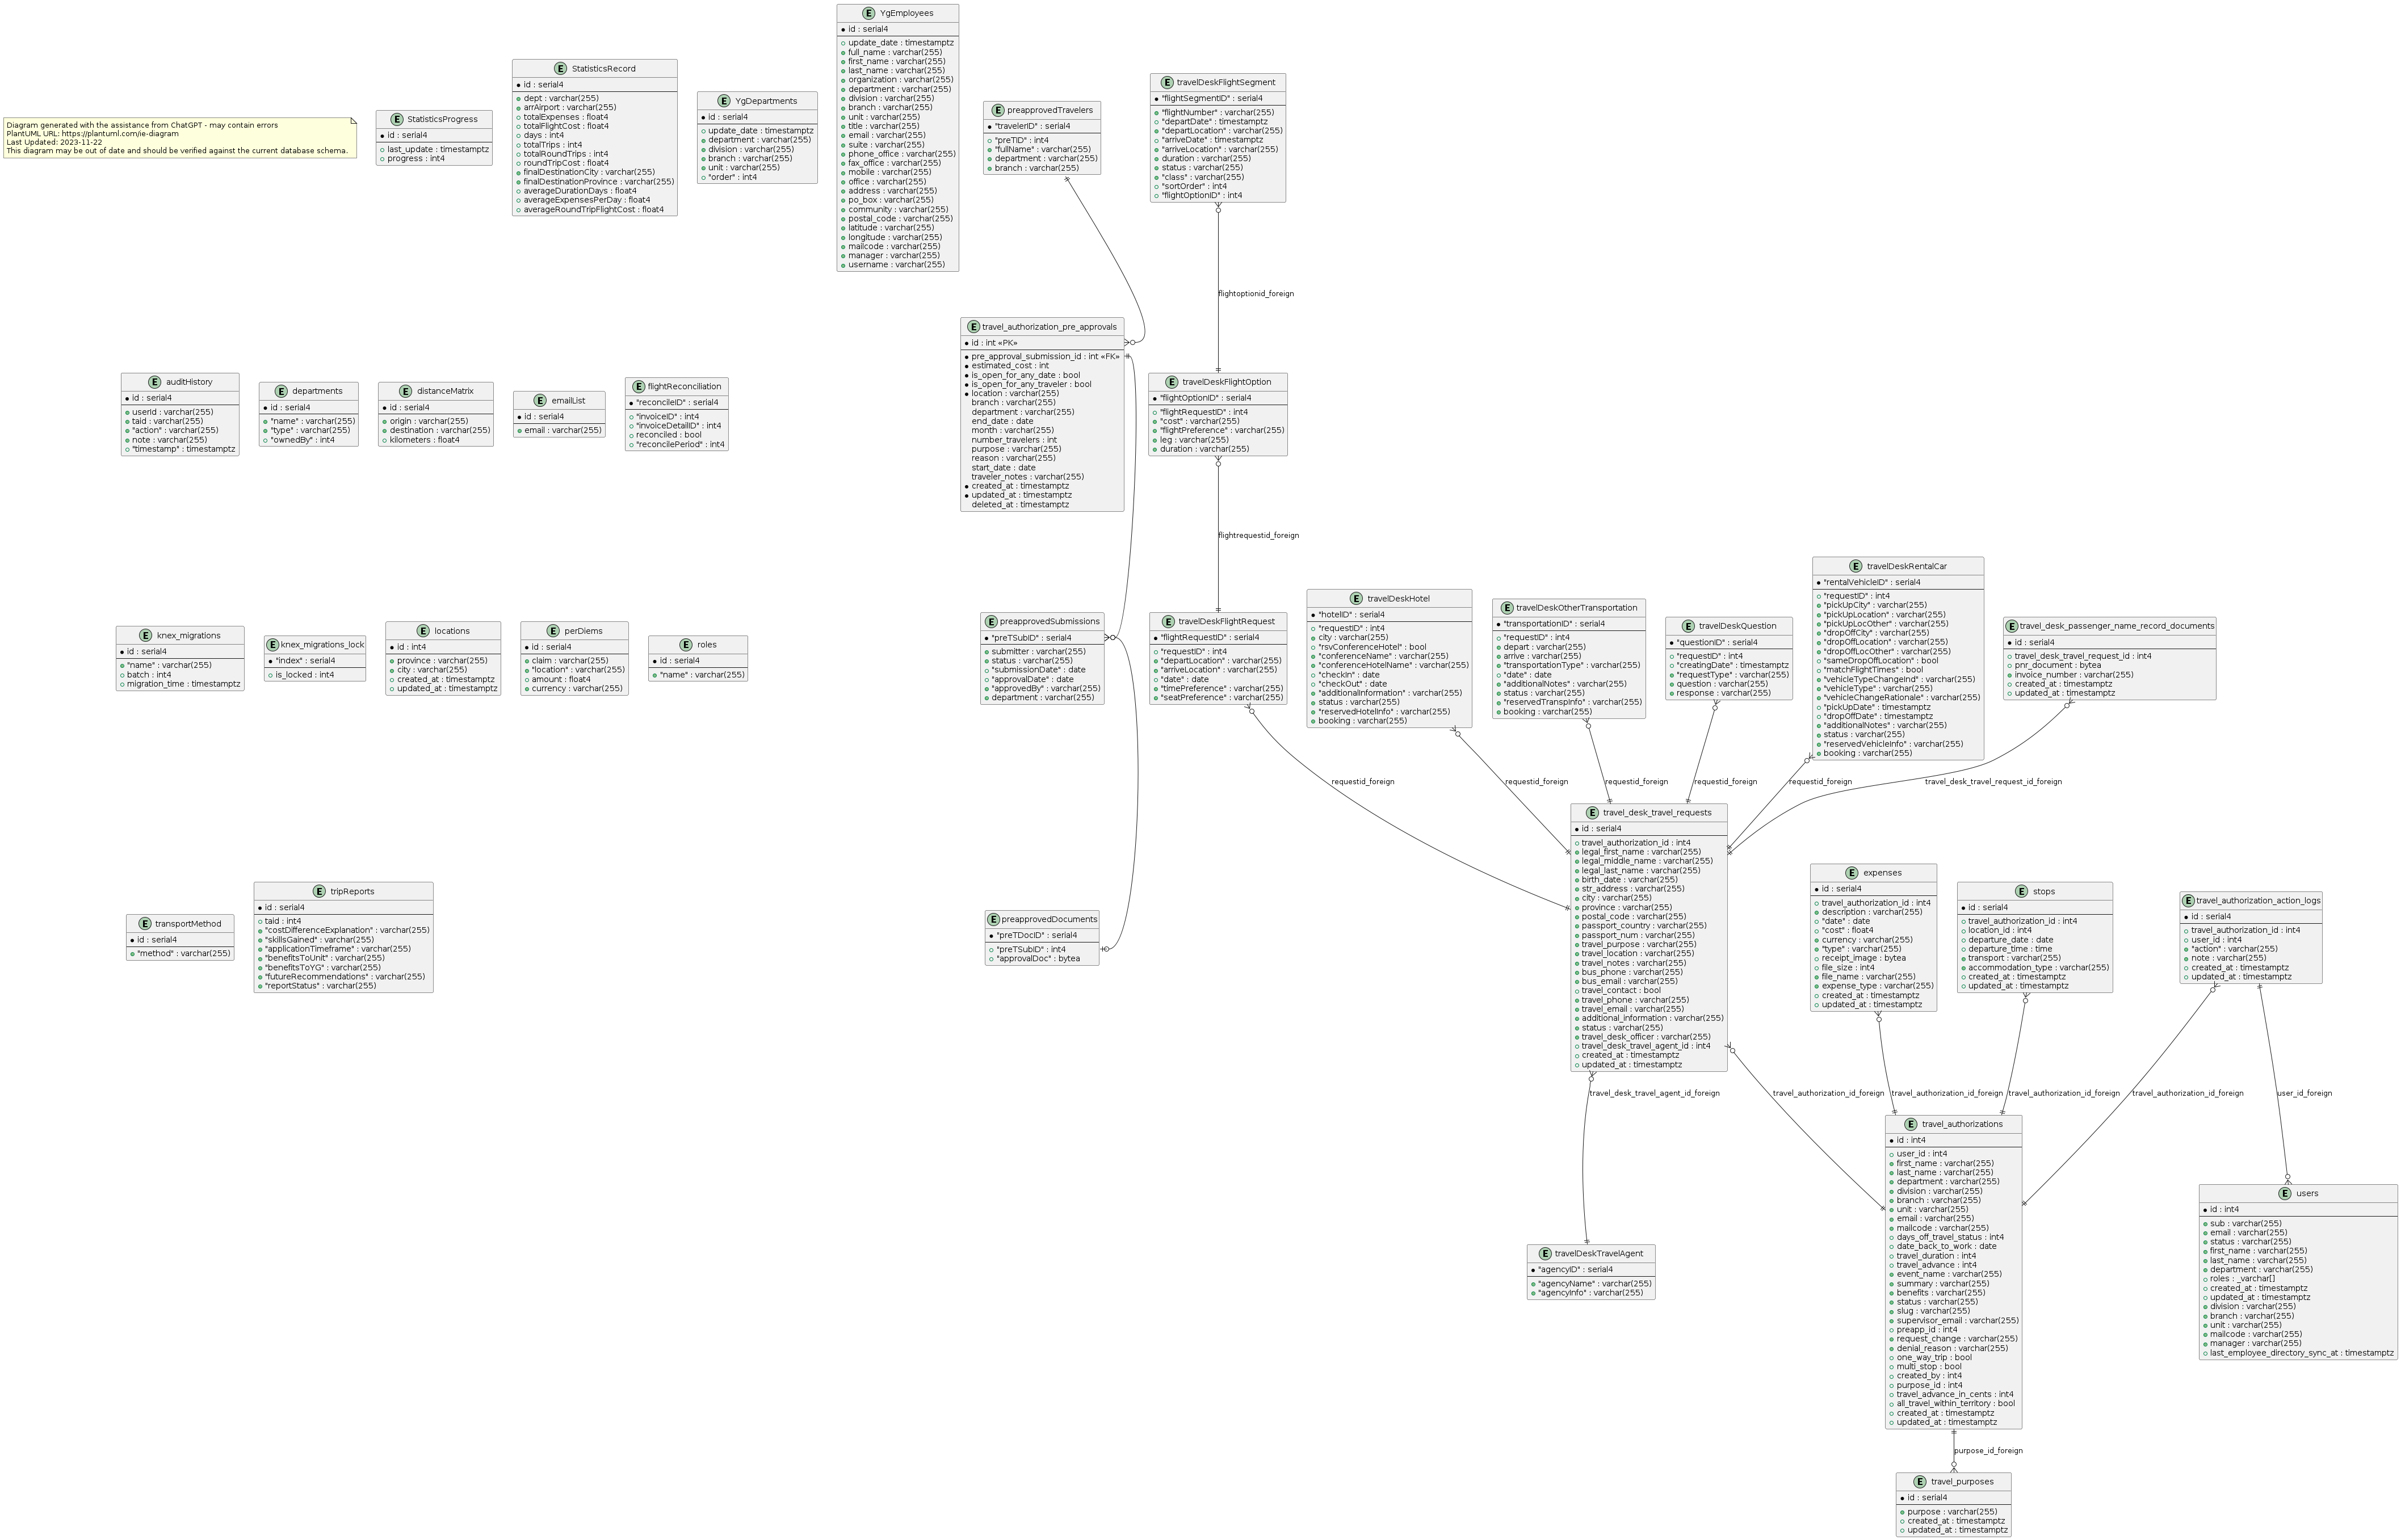 Diagram generated with the assistance from ChatGPT - may contain errors
PlantUML URL: https://plantuml.com/ie-diagram
Last Updated: 2023-11-22
This diagram may be out of date and should be verified against the current database schema.
E StatisticsProgress
id : serial4
last_update : timestamptz
progress : int4
E StatisticsRecord
id : serial4
dept : varchar(255)
arrAirport : varchar(255)
totalExpenses : float4
totalFlightCost : float4
days : int4
totalTrips : int4
totalRoundTrips : int4
roundTripCost : float4
finalDestinationCity : varchar(255)
finalDestinationProvince : varchar(255)
averageDurationDays : float4
averageExpensesPerDay : float4
averageRoundTripFlightCost : float4
E YgDepartments
id : serial4
update_date : timestamptz
department : varchar(255)
division : varchar(255)
branch : varchar(255)
unit : varchar(255)
"order" : int4
E YgEmployees
id : serial4
update_date : timestamptz
full_name : varchar(255)
first_name : varchar(255)
last_name : varchar(255)
organization : varchar(255)
department : varchar(255)
division : varchar(255)
branch : varchar(255)
unit : varchar(255)
title : varchar(255)
email : varchar(255)
suite : varchar(255)
phone_office : varchar(255)
fax_office : varchar(255)
mobile : varchar(255)
office : varchar(255)
address : varchar(255)
po_box : varchar(255)
community : varchar(255)
postal_code : varchar(255)
latitude : varchar(255)
longitude : varchar(255)
mailcode : varchar(255)
manager : varchar(255)
username : varchar(255)
E preapprovedTravelers
"travelerID" : serial4
"preTID" : int4
"fullName" : varchar(255)
department : varchar(255)
branch : varchar(255)
E travelDeskFlightSegment
"flightSegmentID" : serial4
"flightNumber" : varchar(255)
"departDate" : timestamptz
"departLocation" : varchar(255)
"arriveDate" : timestamptz
"arriveLocation" : varchar(255)
duration : varchar(255)
status : varchar(255)
"class" : varchar(255)
"sortOrder" : int4
"flightOptionID" : int4
flightoptionid_foreign
E auditHistory
id : serial4
userId : varchar(255)
taid : varchar(255)
"action" : varchar(255)
note : varchar(255)
"timestamp" : timestamptz
E departments
id : serial4
"name" : varchar(255)
"type" : varchar(255)
"ownedBy" : int4
E distanceMatrix
id : serial4
origin : varchar(255)
destination : varchar(255)
kilometers : float4
E emailList
id : serial4
email : varchar(255)
E flightReconciliation
"reconcileID" : serial4
"invoiceID" : int4
"invoiceDetailID" : int4
reconciled : bool
"reconcilePeriod" : int4
E travel_authorization_pre_approvals
id : int «PK»
pre_approval_submission_id : int «FK»
estimated_cost : int
is_open_for_any_date : bool
is_open_for_any_traveler : bool
location : varchar(255)
branch : varchar(255)
department : varchar(255)
end_date : date
month : varchar(255)
number_travelers : int
purpose : varchar(255)
reason : varchar(255)
start_date : date
traveler_notes : varchar(255)
created_at : timestamptz
updated_at : timestamptz
deleted_at : timestamptz
E travelDeskFlightOption
"flightOptionID" : serial4
"flightRequestID" : int4
"cost" : varchar(255)
"flightPreference" : varchar(255)
leg : varchar(255)
duration : varchar(255)
flightrequestid_foreign
E knex_migrations
id : serial4
"name" : varchar(255)
batch : int4
migration_time : timestamptz
E knex_migrations_lock
"index" : serial4
is_locked : int4
E locations
id : int4
province : varchar(255)
city : varchar(255)
created_at : timestamptz
updated_at : timestamptz
E perDiems
id : serial4
claim : varchar(255)
"location" : varchar(255)
amount : float4
currency : varchar(255)
E roles
id : serial4
"name" : varchar(255)
E preapprovedSubmissions
"preTSubID" : serial4
submitter : varchar(255)
status : varchar(255)
"submissionDate" : date
"approvalDate" : date
"approvedBy" : varchar(255)
department : varchar(255)
E travelDeskFlightRequest
"flightRequestID" : serial4
"requestID" : int4
"departLocation" : varchar(255)
"arriveLocation" : varchar(255)
"date" : date
"timePreference" : varchar(255)
"seatPreference" : varchar(255)
E travelDeskHotel
"hotelID" : serial4
"requestID" : int4
city : varchar(255)
"rsvConferenceHotel" : bool
"conferenceName" : varchar(255)
"conferenceHotelName" : varchar(255)
"checkIn" : date
"checkOut" : date
"additionalInformation" : varchar(255)
status : varchar(255)
"reservedHotelInfo" : varchar(255)
booking : varchar(255)
E travelDeskOtherTransportation
"transportationID" : serial4
"requestID" : int4
depart : varchar(255)
arrive : varchar(255)
"transportationType" : varchar(255)
"date" : date
"additionalNotes" : varchar(255)
status : varchar(255)
"reservedTranspInfo" : varchar(255)
booking : varchar(255)
E travelDeskQuestion
"questionID" : serial4
"requestID" : int4
"creatingDate" : timestamptz
"requestType" : varchar(255)
question : varchar(255)
response : varchar(255)
E travelDeskRentalCar
"rentalVehicleID" : serial4
"requestID" : int4
"pickUpCity" : varchar(255)
"pickUpLocation" : varchar(255)
"pickUpLocOther" : varchar(255)
"dropOffCity" : varchar(255)
"dropOffLocation" : varchar(255)
"dropOffLocOther" : varchar(255)
"sameDropOffLocation" : bool
"matchFlightTimes" : bool
"vehicleTypeChangeInd" : varchar(255)
"vehicleType" : varchar(255)
"vehicleChangeRationale" : varchar(255)
"pickUpDate" : timestamptz
"dropOffDate" : timestamptz
"additionalNotes" : varchar(255)
status : varchar(255)
"reservedVehicleInfo" : varchar(255)
booking : varchar(255)
E travel_desk_passenger_name_record_documents
id : serial4
travel_desk_travel_request_id : int4
pnr_document : bytea
invoice_number : varchar(255)
created_at : timestamptz
updated_at : timestamptz
requestid_foreign
requestid_foreign
requestid_foreign
requestid_foreign
requestid_foreign
travel_desk_travel_request_id_foreign
E transportMethod
id : serial4
"method" : varchar(255)
E tripReports
id : serial4
taid : int4
"costDifferenceExplanation" : varchar(255)
"skillsGained" : varchar(255)
"applicationTimeframe" : varchar(255)
"benefitsToUnit" : varchar(255)
"benefitsToYG" : varchar(255)
"futureRecommendations" : varchar(255)
"reportStatus" : varchar(255)
E preapprovedDocuments
"preTDocID" : serial4
"preTSubID" : int4
"approvalDoc" : bytea
E travel_desk_travel_requests
id : serial4
travel_authorization_id : int4
legal_first_name : varchar(255)
legal_middle_name : varchar(255)
legal_last_name : varchar(255)
birth_date : varchar(255)
str_address : varchar(255)
city : varchar(255)
province : varchar(255)
postal_code : varchar(255)
passport_country : varchar(255)
passport_num : varchar(255)
travel_purpose : varchar(255)
travel_location : varchar(255)
travel_notes : varchar(255)
bus_phone : varchar(255)
bus_email : varchar(255)
travel_contact : bool
travel_phone : varchar(255)
travel_email : varchar(255)
additional_information : varchar(255)
status : varchar(255)
travel_desk_officer : varchar(255)
travel_desk_travel_agent_id : int4
created_at : timestamptz
updated_at : timestamptz
E expenses
id : serial4
travel_authorization_id : int4
description : varchar(255)
"date" : date
"cost" : float4
currency : varchar(255)
"type" : varchar(255)
receipt_image : bytea
file_size : int4
file_name : varchar(255)
expense_type : varchar(255)
created_at : timestamptz
updated_at : timestamptz
E stops
id : serial4
travel_authorization_id : int4
location_id : int4
departure_date : date
departure_time : time
transport : varchar(255)
accommodation_type : varchar(255)
created_at : timestamptz
updated_at : timestamptz
E travel_authorization_action_logs
id : serial4
travel_authorization_id : int4
user_id : int4
"action" : varchar(255)
note : varchar(255)
created_at : timestamptz
updated_at : timestamptz
travel_desk_travel_agent_id_foreign
travel_authorization_id_foreign
travel_authorization_id_foreign
travel_authorization_id_foreign
travel_authorization_id_foreign
user_id_foreign
E travelDeskTravelAgent
"agencyID" : serial4
"agencyName" : varchar(255)
"agencyInfo" : varchar(255)
E travel_authorizations
id : int4
user_id : int4
first_name : varchar(255)
last_name : varchar(255)
department : varchar(255)
division : varchar(255)
branch : varchar(255)
unit : varchar(255)
email : varchar(255)
mailcode : varchar(255)
days_off_travel_status : int4
date_back_to_work : date
travel_duration : int4
travel_advance : int4
event_name : varchar(255)
summary : varchar(255)
benefits : varchar(255)
status : varchar(255)
slug : varchar(255)
supervisor_email : varchar(255)
preapp_id : int4
request_change : varchar(255)
denial_reason : varchar(255)
one_way_trip : bool
multi_stop : bool
created_by : int4
purpose_id : int4
travel_advance_in_cents : int4
all_travel_within_territory : bool
created_at : timestamptz
updated_at : timestamptz
E users
id : int4
sub : varchar(255)
email : varchar(255)
status : varchar(255)
first_name : varchar(255)
last_name : varchar(255)
department : varchar(255)
roles : _varchar[]
created_at : timestamptz
updated_at : timestamptz
division : varchar(255)
branch : varchar(255)
unit : varchar(255)
mailcode : varchar(255)
manager : varchar(255)
last_employee_directory_sync_at : timestamptz
purpose_id_foreign
E travel_purposes
id : serial4
purpose : varchar(255)
created_at : timestamptz
updated_at : timestamptz